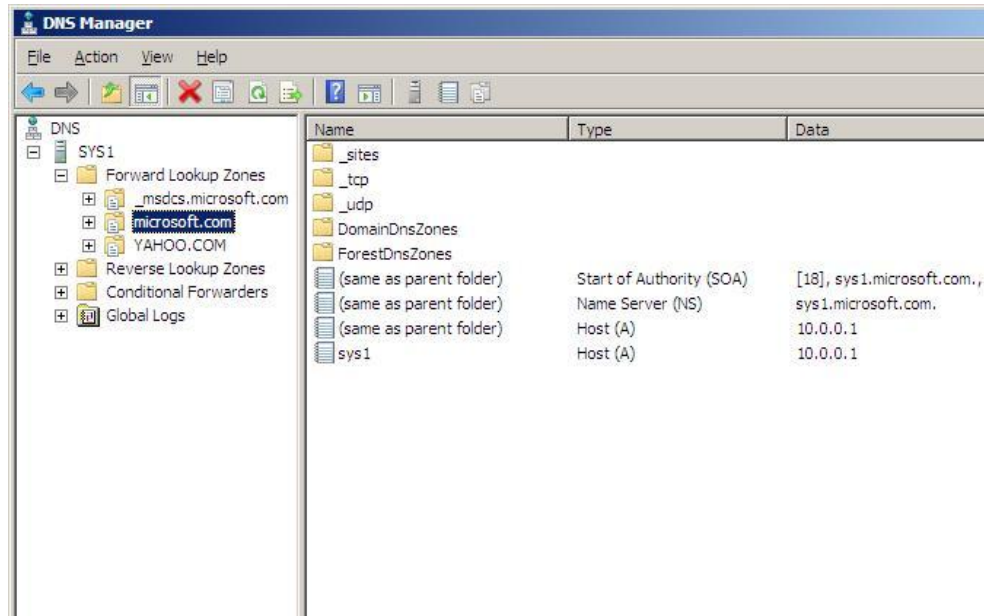 DNS Manager
File Action View Help
DNS
SYS1
Forward Lookup Zones
_msdcs.microsoft.com
microsoft.com
YAHOO.COM
Reverse Lookup Zones
Conditional Forwarders
Global Logs
Name Type Data
_sites
_tcp
_udp
DomainDnsZones
ForestDnsZones
(same as parent folder) Start of Authority (SOA) [18], sys1.microsoft.com.,
(same as parent folder) Name Server (NS) sys1.microsoft.com.
(same as parent folder) Host (A) 10.0.0.1
sys1 Host (A) 10.0.0.1